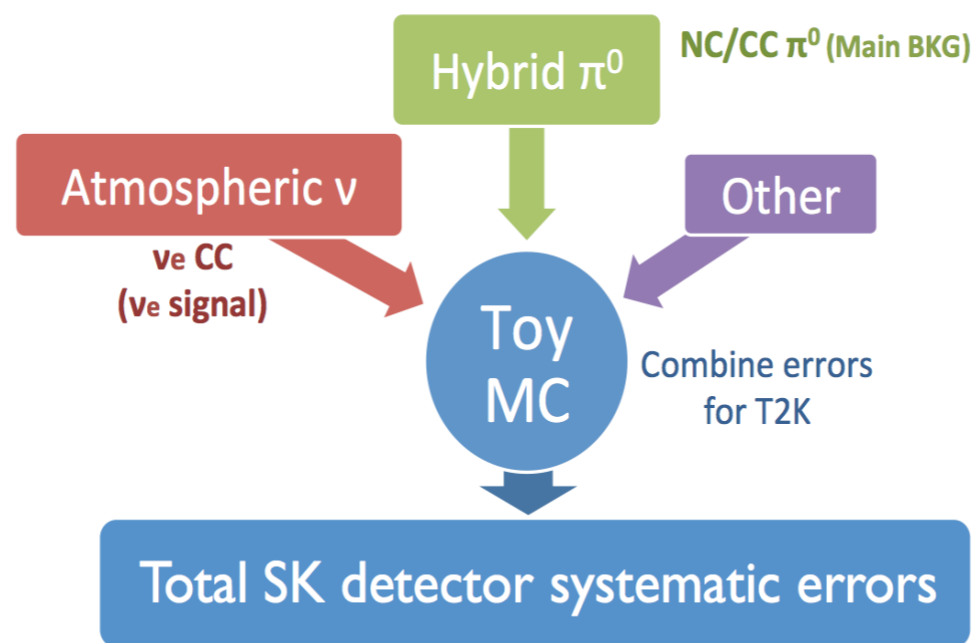 Hybrid π⁰
NC/CC π⁰ (Main BKG)
Atmospheric ν
Other
νe CC
(νe signal)
Toy
MC
Combine errors
for T2K
Total SK detector systematic errors